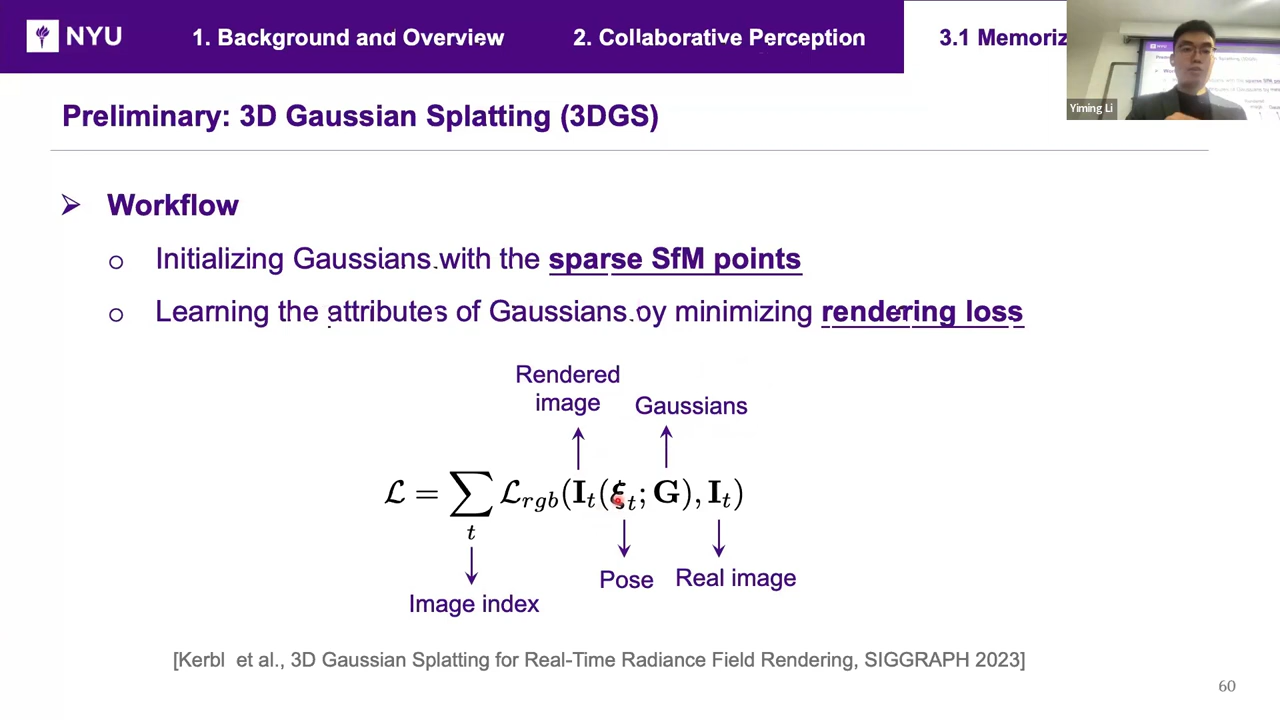 NYU
1. Background and Overview
2. Collaborative Perception
3.1 Memoriz
Yiming Li
Preliminary: 3D Gaussian Splatting (3DGS)
➢ Workflow
o Initializing Gaussians with the sparse SfM points
o Learning the attributes of Gaussians by minimizing rendering loss
Rendered
image
Gaussians
ℒ = ∑_t ℒ_rgb(I_t(ξ_t; G), I_t)
Pose
Real image
Image index
[Kerbl et al., 3D Gaussian Splatting for Real-Time Radiance Field Rendering, SIGGRAPH 2023]
60